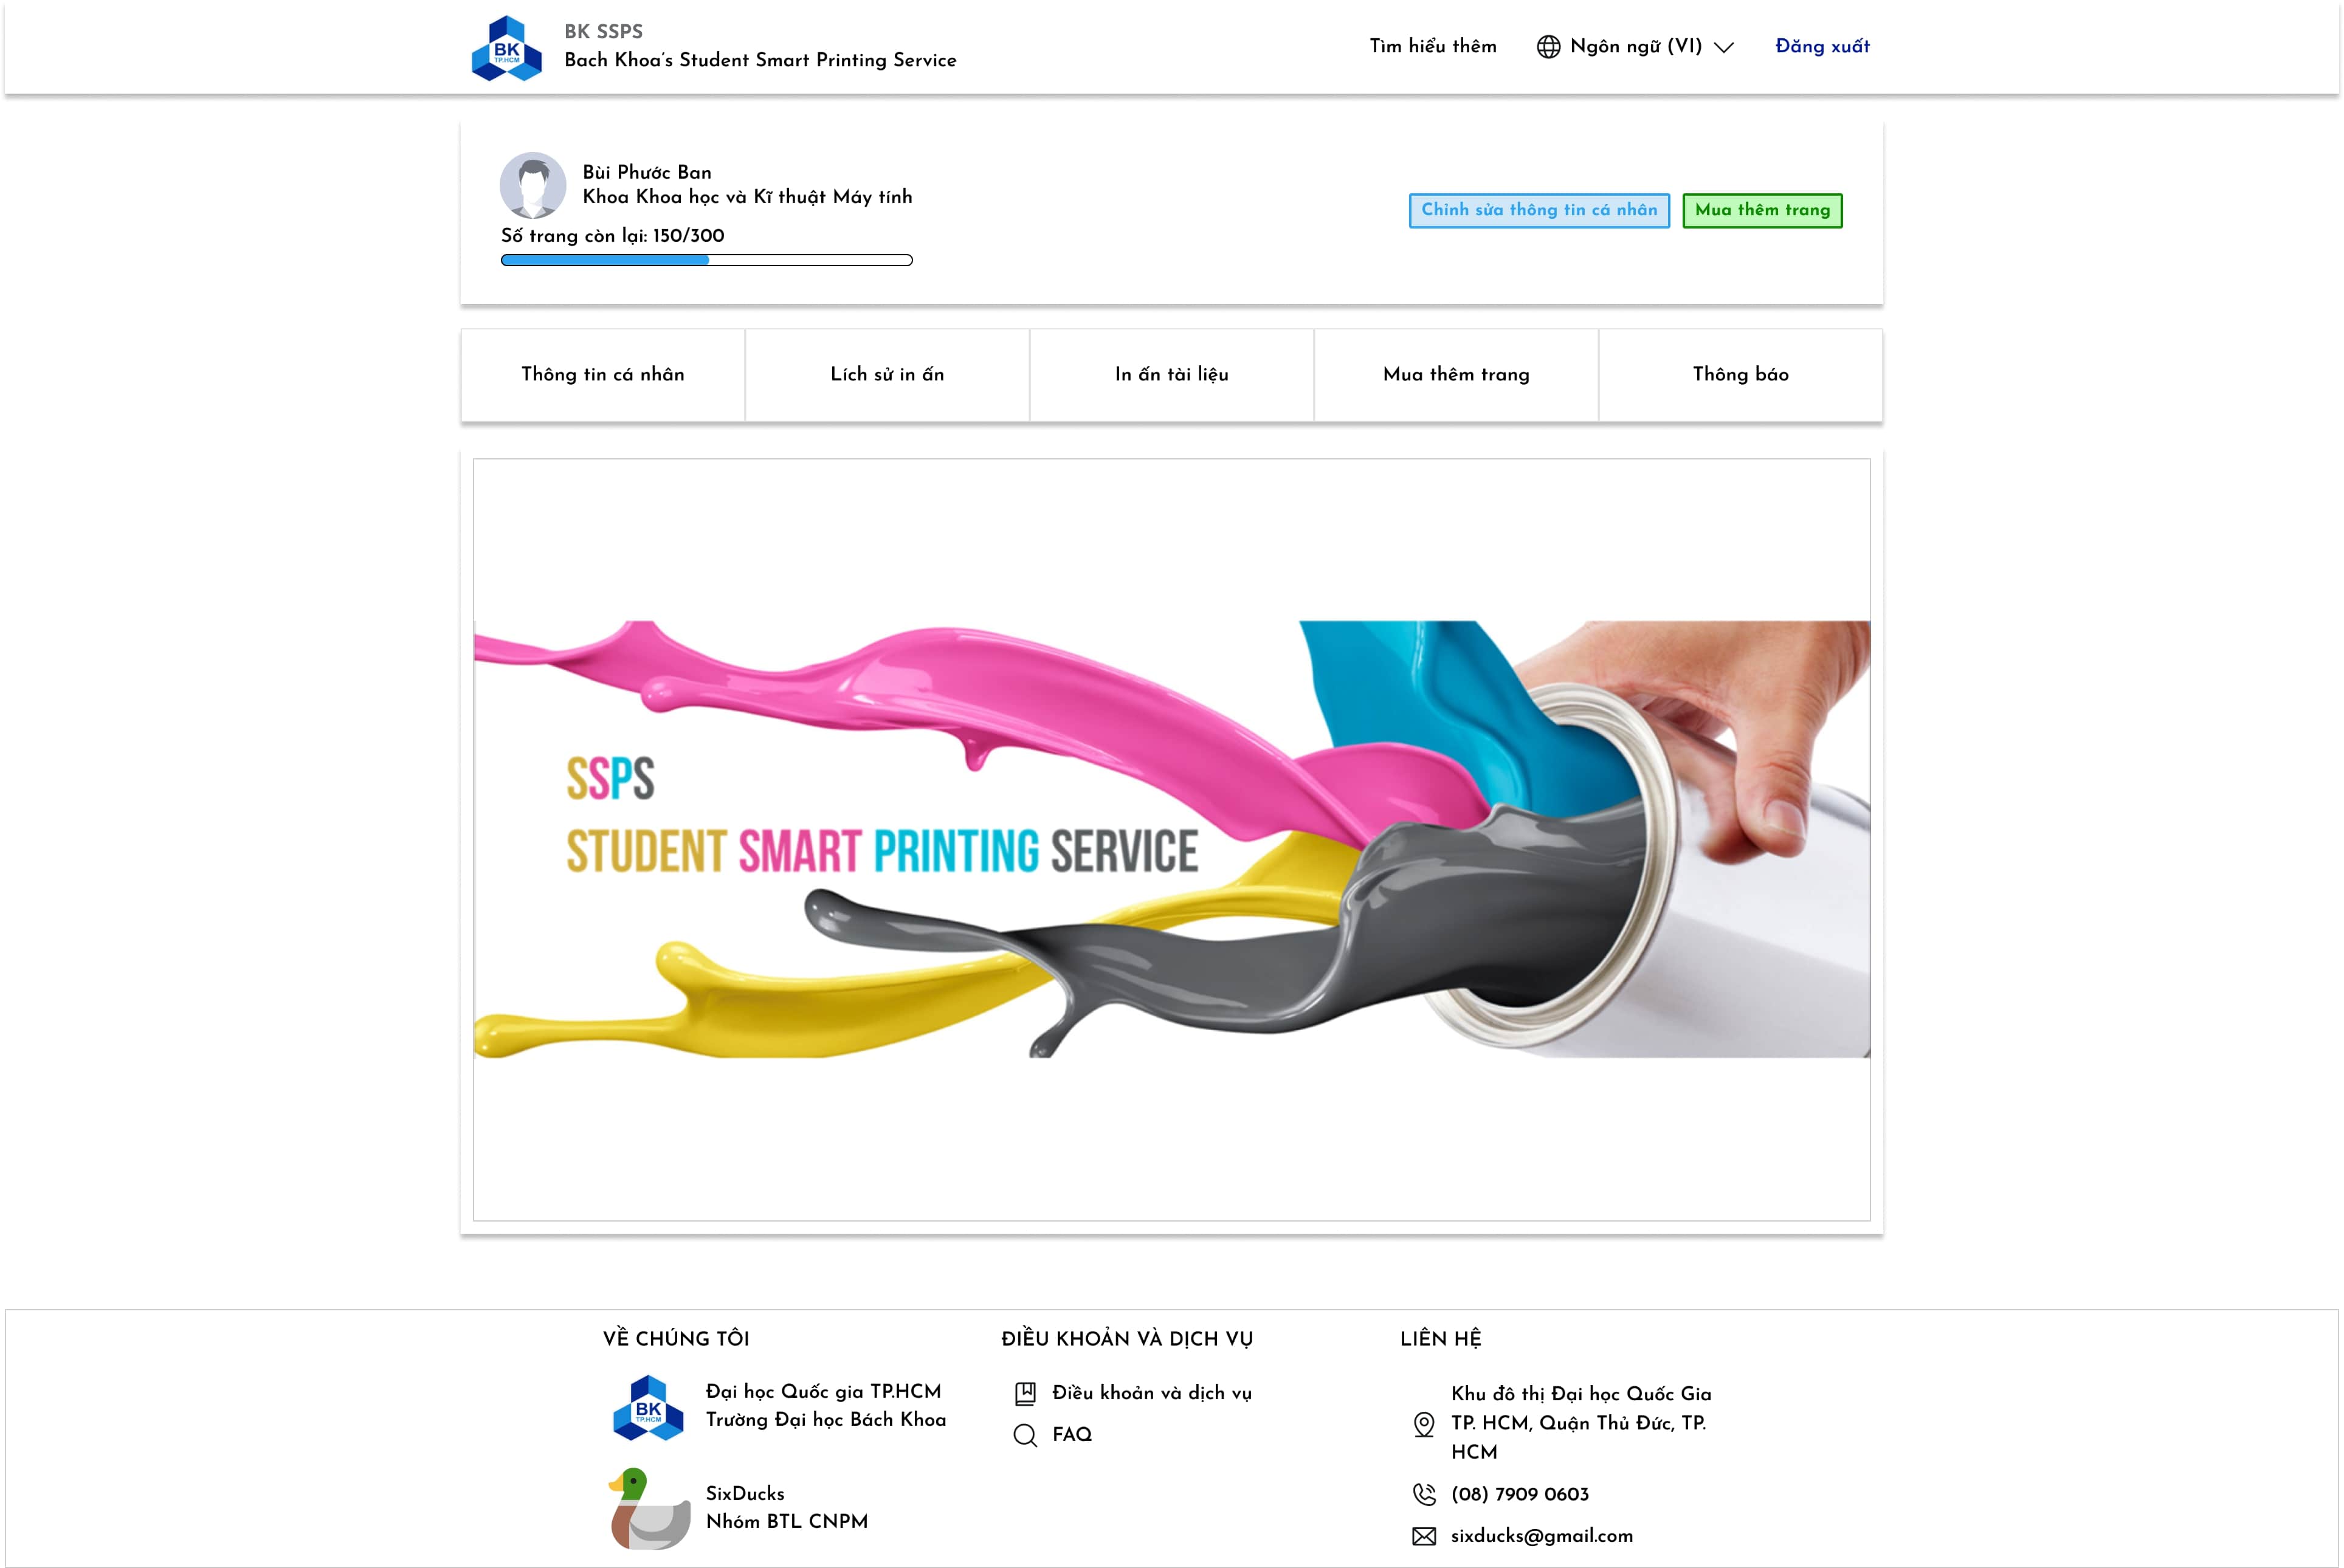 BK
TP.HCM
BK SSPS
Bach Khoa's Student Smart Printing Service
Tìm hiểu thêm
Ngôn ngữ (VI)
Đăng xuất
Bùi Phước Ban
Khoa Khoa học và Kĩ thuật Máy tính
Số trang còn lại: 150/300
Chỉnh sửa thông tin cá nhân
Mua thêm trang
Thông tin cá nhân
Lích sử in ấn
In ấn tài liệu
Mua thêm trang
Thông báo
SSPS
STUDENT SMART PRINTING SERVICE
VỀ CHÚNG TÔI
BK
TP.HCM
Đại học Quốc gia TP.HCM
Trường Đại học Bách Khoa
SixDucks
Nhóm BTL CNPM
ĐIỀU KHOẢN VÀ DỊCH VỤ
Điều khoản và dịch vụ
FAQ
LIÊN HỆ
Khu đô thị Đại học Quốc Gia
TP. HCM, Quận Thủ Đức, TP.
HCM
(08) 7909 0603
sixducks@gmail.com